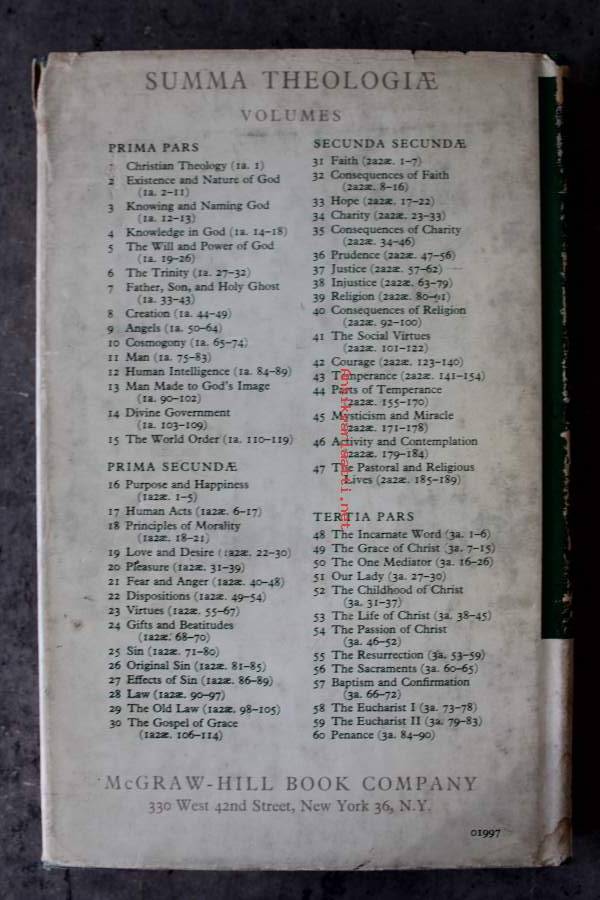 SUMMA THEOLOGIÆ
VOLUMES
PRIMA PARS
1 Christian Theology (1a. 1)
2 Existence and Nature of God
(1a. 2–11)
3 Knowing and Naming God
(1a. 12–13)
4 Knowledge in God (1a. 14–18)
5 The Will and Power of God
(1a. 19–26)
6 The Trinity (1a. 27–32)
7 Father, Son, and Holy Ghost
(1a. 33–43)
8 Creation (1a. 44–49)
9 Angels (1a. 50–64)
10 Cosmogony (1a. 65–74)
11 Man (1a. 75–83)
12 Human Intelligence (1a. 84–89)
13 Man Made to God's Image
(1a. 90–102)
14 Divine Government
(1a. 103–109)
15 The World Order (1a. 110–119)
PRIMA SECUNDÆ
16 Purpose and Happiness
(1a2æ. 1–5)
17 Human Acts (1a2æ. 6–17)
18 Principles of Morality
(1a2æ. 18–21)
19 Love and Desire (1a2æ. 22–30)
20 Pleasure (1a2æ. 31–39)
21 Fear and Anger (1a2æ. 40–48)
22 Dispositions (1a2æ. 49–54)
23 Virtues (1a2æ. 55–67)
24 Gifts and Beatitudes
(1a2æ. 68–70)
25 Sin (1a2æ. 71–80)
26 Original Sin (1a2æ. 81–85)
27 Effects of Sin (1a2æ. 86–89)
28 Law (1a2æ. 90–97)
29 The Old Law (1a2æ. 98–105)
30 The Gospel of Grace
(1a2æ. 106–114)
SECUNDA SECUNDÆ
31 Faith (2a2æ. 1–7)
32 Consequences of Faith
(2a2æ. 8–16)
33 Hope (2a2æ. 17–22)
34 Charity (2a2æ. 23–33)
35 Consequences of Charity
(2a2æ. 34–46)
36 Prudence (2a2æ. 47–56)
37 Justice (2a2æ. 57–62)
38 Injustice (2a2æ. 63–79)
39 Religion (2a2æ. 80–91)
40 Consequences of Religion
(2a2æ. 92–100)
41 The Social Virtues
(2a2æ. 101–122)
42 Courage (2a2æ. 123–140)
43 Temperance (2a2æ. 141–154)
44 Parts of Temperance
(2a2æ. 155–170)
45 Mysticism and Miracle
(2a2æ. 171–178)
46 Activity and Contemplation
(2a2æ. 179–184)
47 The Pastoral and Religious
Lives (2a2æ. 185–189)
TERTIA PARS
48 The Incarnate Word (3a. 1–6)
49 The Grace of Christ (3a. 7–15)
50 The One Mediator (3a. 16–26)
51 Our Lady (3a. 27–30)
52 The Childhood of Christ
(3a. 31–37)
53 The Life of Christ (3a. 38–45)
54 The Passion of Christ
(3a. 46–52)
55 The Resurrection (3a. 53–59)
56 The Sacraments (3a. 60–65)
57 Baptism and Confirmation
(3a. 66–72)
58 The Eucharist I (3a. 73–78)
59 The Eucharist II (3a. 79–83)
60 Penance (3a. 84–90)
McGRAW-HILL BOOK COMPANY
330 West 42nd Street, New York 36, N.Y.
01997